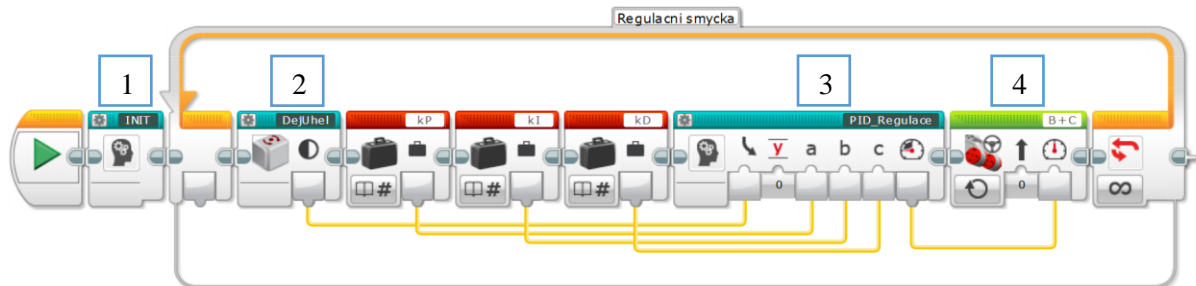 Regulacni smycka
1
2
3
4
INIT
DejUhel
kP
kI
kD
PID_Regulace
B+C
y a b c
#
#
#
0
0